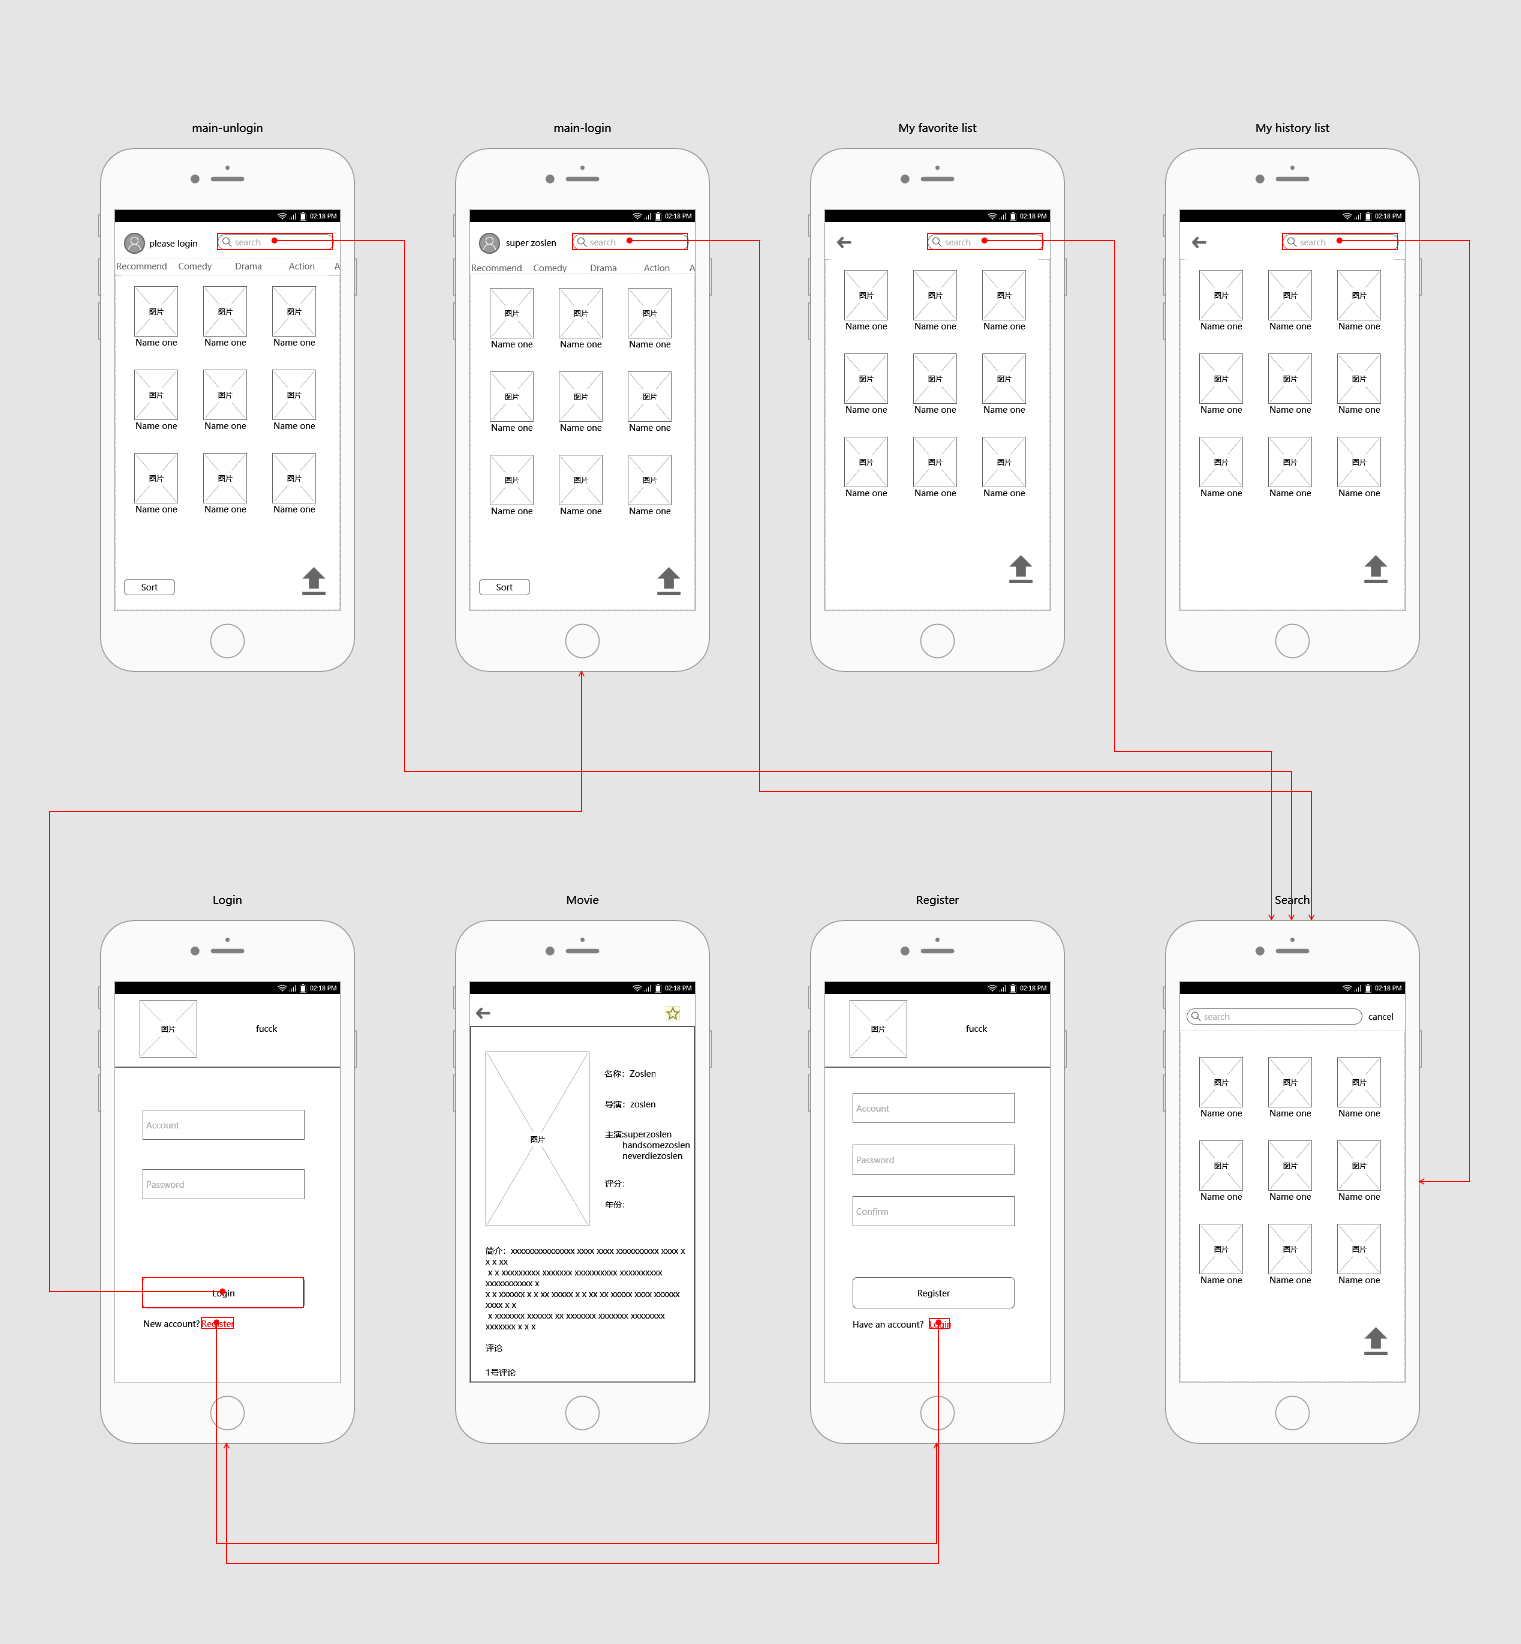 main-unlogin
02:18 PM
please login
search
Recommend Comedy Drama Action A
图片 图片 图片
Name one Name one Name one
图片 图片 图片
Name one Name one Name one
图片 图片 图片
Name one Name one Name one
Sort
main-login
02:18 PM
super zoslen
search
Recommend Comedy Drama Action A
图片 图片 图片
Name one Name one Name one
图片 图片 图片
Name one Name one Name one
图片 图片 图片
Name one Name one Name one
Sort
My favorite list
02:18 PM
search
图片 图片 图片
Name one Name one Name one
图片 图片 图片
Name one Name one Name one
图片 图片 图片
Name one Name one Name one
My history list
02:18 PM
search
图片 图片 图片
Name one Name one Name one
图片 图片 图片
Name one Name one Name one
图片 图片 图片
Name one Name one Name one
Login
02:18 PM
图片 fucck
Account
Password
Login
New account? Register
Movie
02:18 PM
图片
名称：Zoslen
导演：zoslen
主演:superzoslen
handsomezoslen
neverdiezoslen
评分:
年份:
简介：xxxxxxxxxxxxxxx xxxx xxxx xxxxxxxxxx xxxx x
x x xx
x x xxxxxxxxx xxxxxxx xxxxxxxxxx xxxxxxxxxx
xxxxxxxxxxx x
x x xxxxxx x x xx xxxxx x x xx xx xxxxx xxxx xxxxxx
xxxx x x
x xxxxxxx xxxxxx xx xxxxxxx xxxxxxx xxxxxxxx
xxxxxxx x x x
评论
1号评论
Register
02:18 PM
图片 fucck
Account
Password
Confirm
Register
Have an account? Login
Search
02:18 PM
search cancel
图片 图片 图片
Name one Name one Name one
图片 图片 图片
Name one Name one Name one
图片 图片 图片
Name one Name one Name one